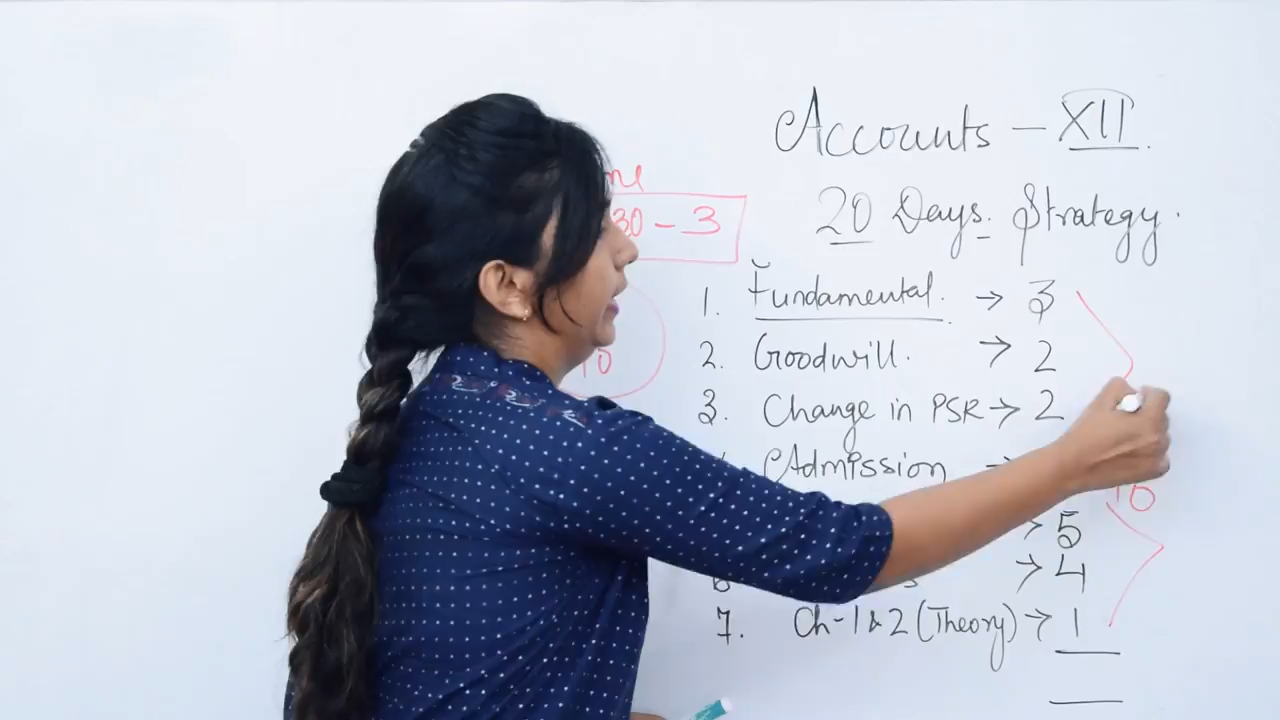 Accounts - XII.
20 Days. Strategy.
30 - 3
1. Fundamental. → 3
10
2. Goodwill. → 2
3. Change in PSR → 2
Admission
10
→ 5
→ 4
7. Ch-1 & 2 (Theory) → 1